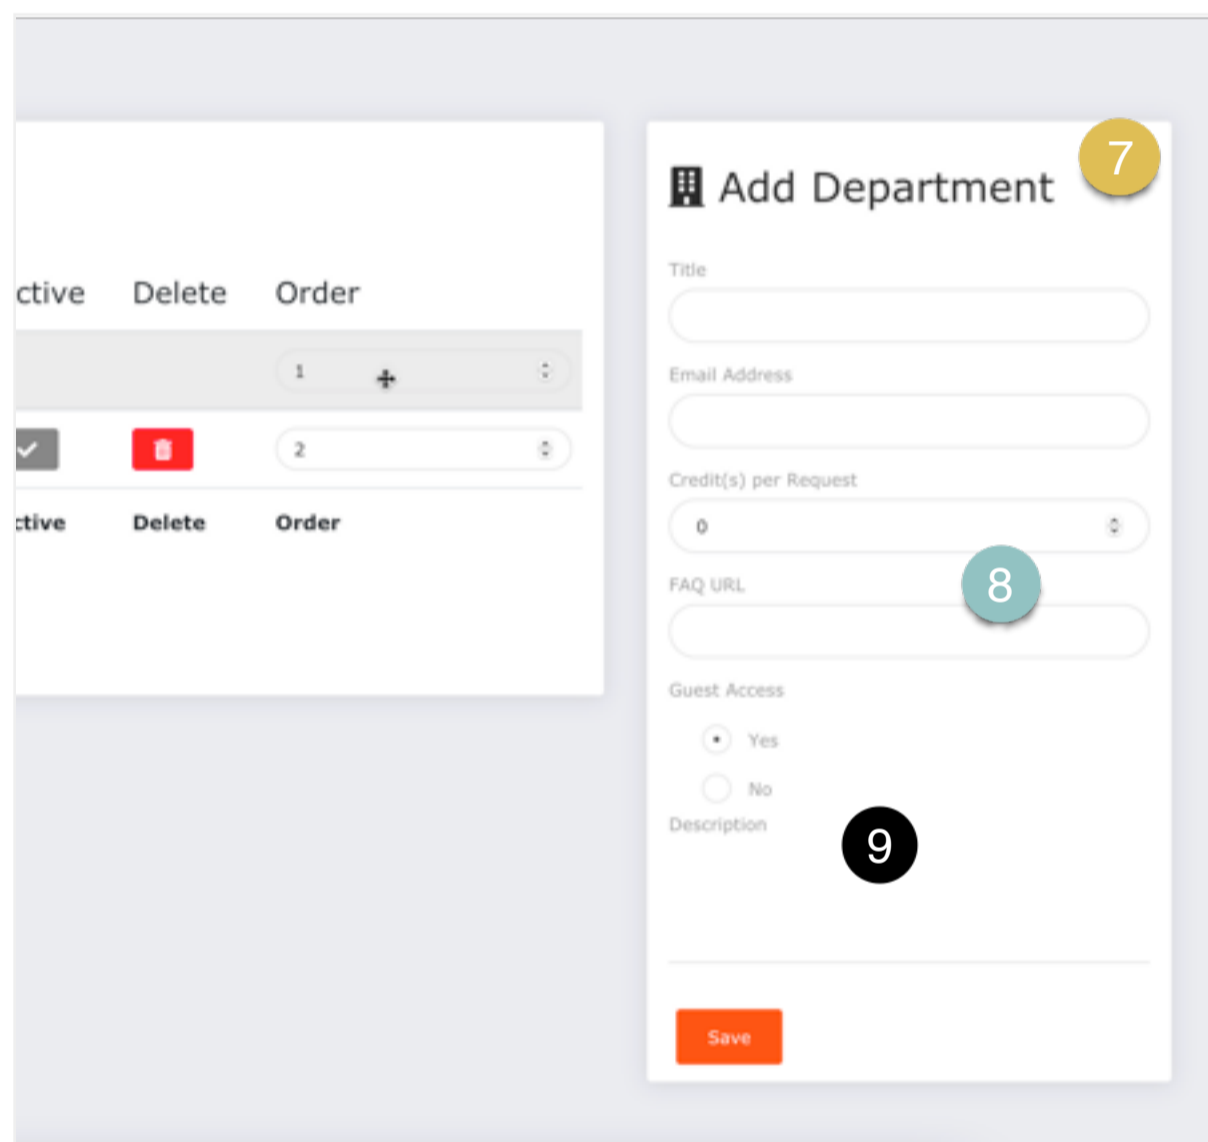 ctive Delete Order
1
2
ctive Delete Order
7
Add Department
Title
Email Address
Credit(s) per Request
0
8
FAQ URL
Guest Access
Yes
No
Description
9
Save